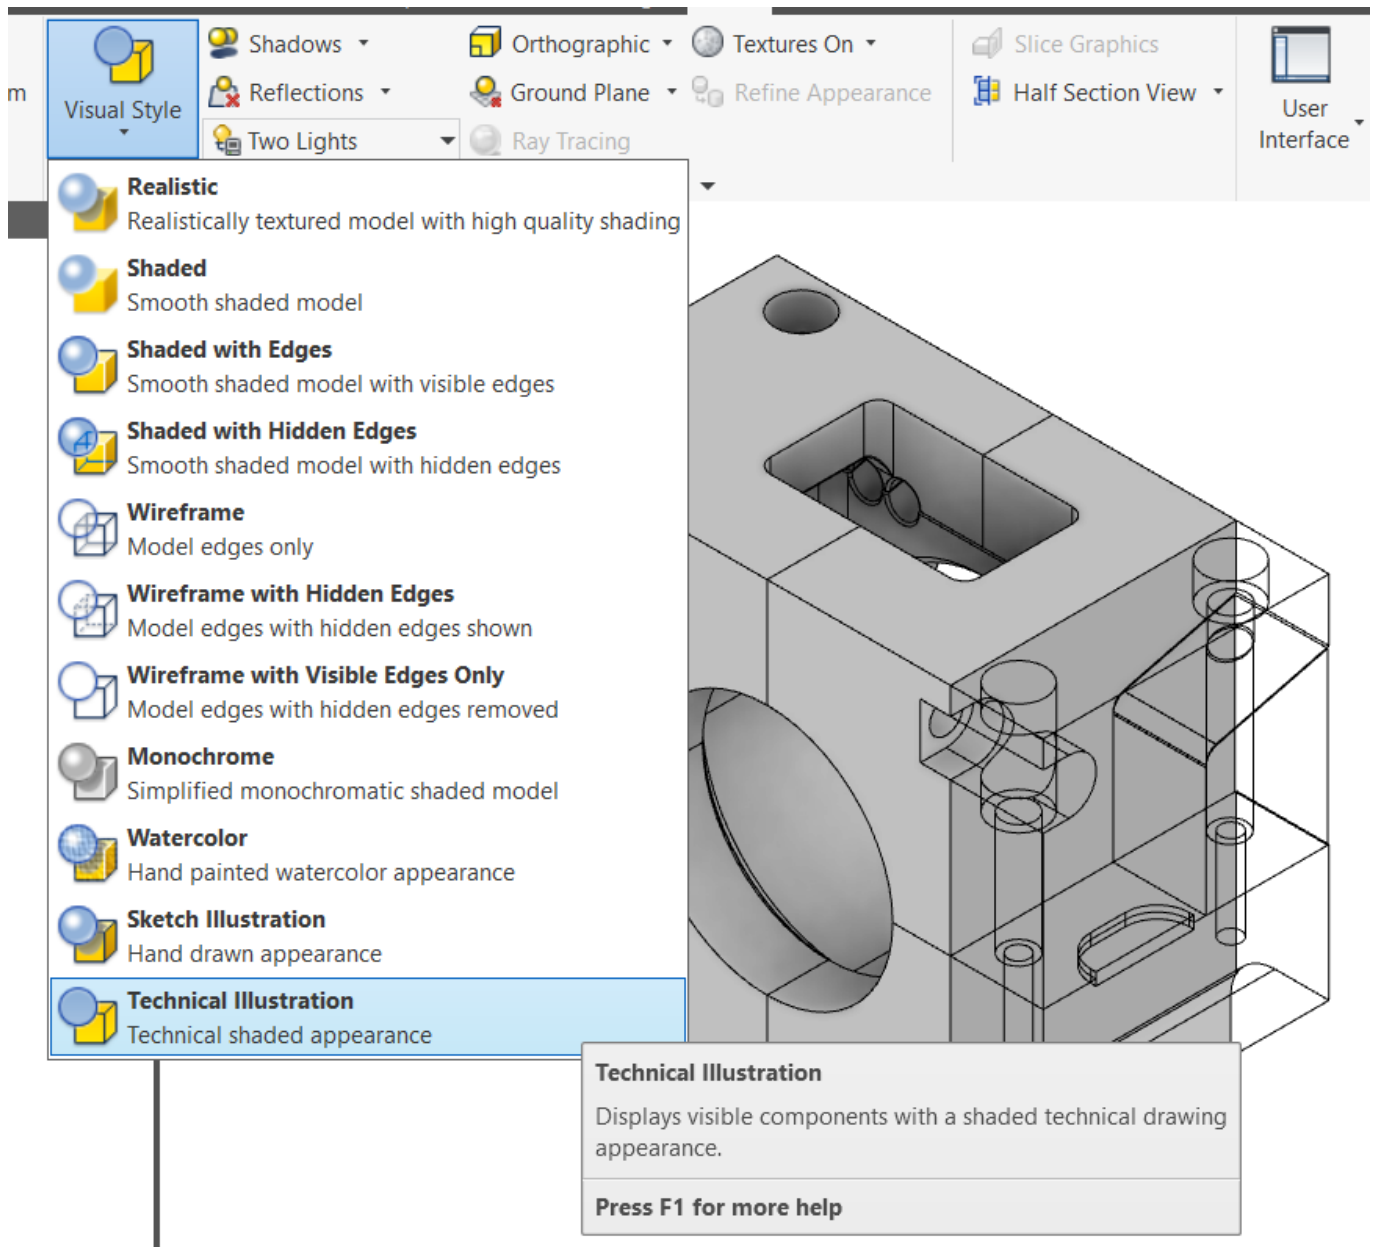 m
Visual Style
Shadows
Reflections
Two Lights
Orthographic
Ground Plane
Ray Tracing
Textures On
Refine Appearance
Slice Graphics
Half Section View
User
Interface
Realistic
Realistically textured model with high quality shading
Shaded
Smooth shaded model
Shaded with Edges
Smooth shaded model with visible edges
Shaded with Hidden Edges
Smooth shaded model with hidden edges
Wireframe
Model edges only
Wireframe with Hidden Edges
Model edges with hidden edges shown
Wireframe with Visible Edges Only
Model edges with hidden edges removed
Monochrome
Simplified monochromatic shaded model
Watercolor
Hand painted watercolor appearance
Sketch Illustration
Hand drawn appearance
Technical Illustration
Technical shaded appearance
Technical Illustration
Displays visible components with a shaded technical drawing
appearance.
Press F1 for more help